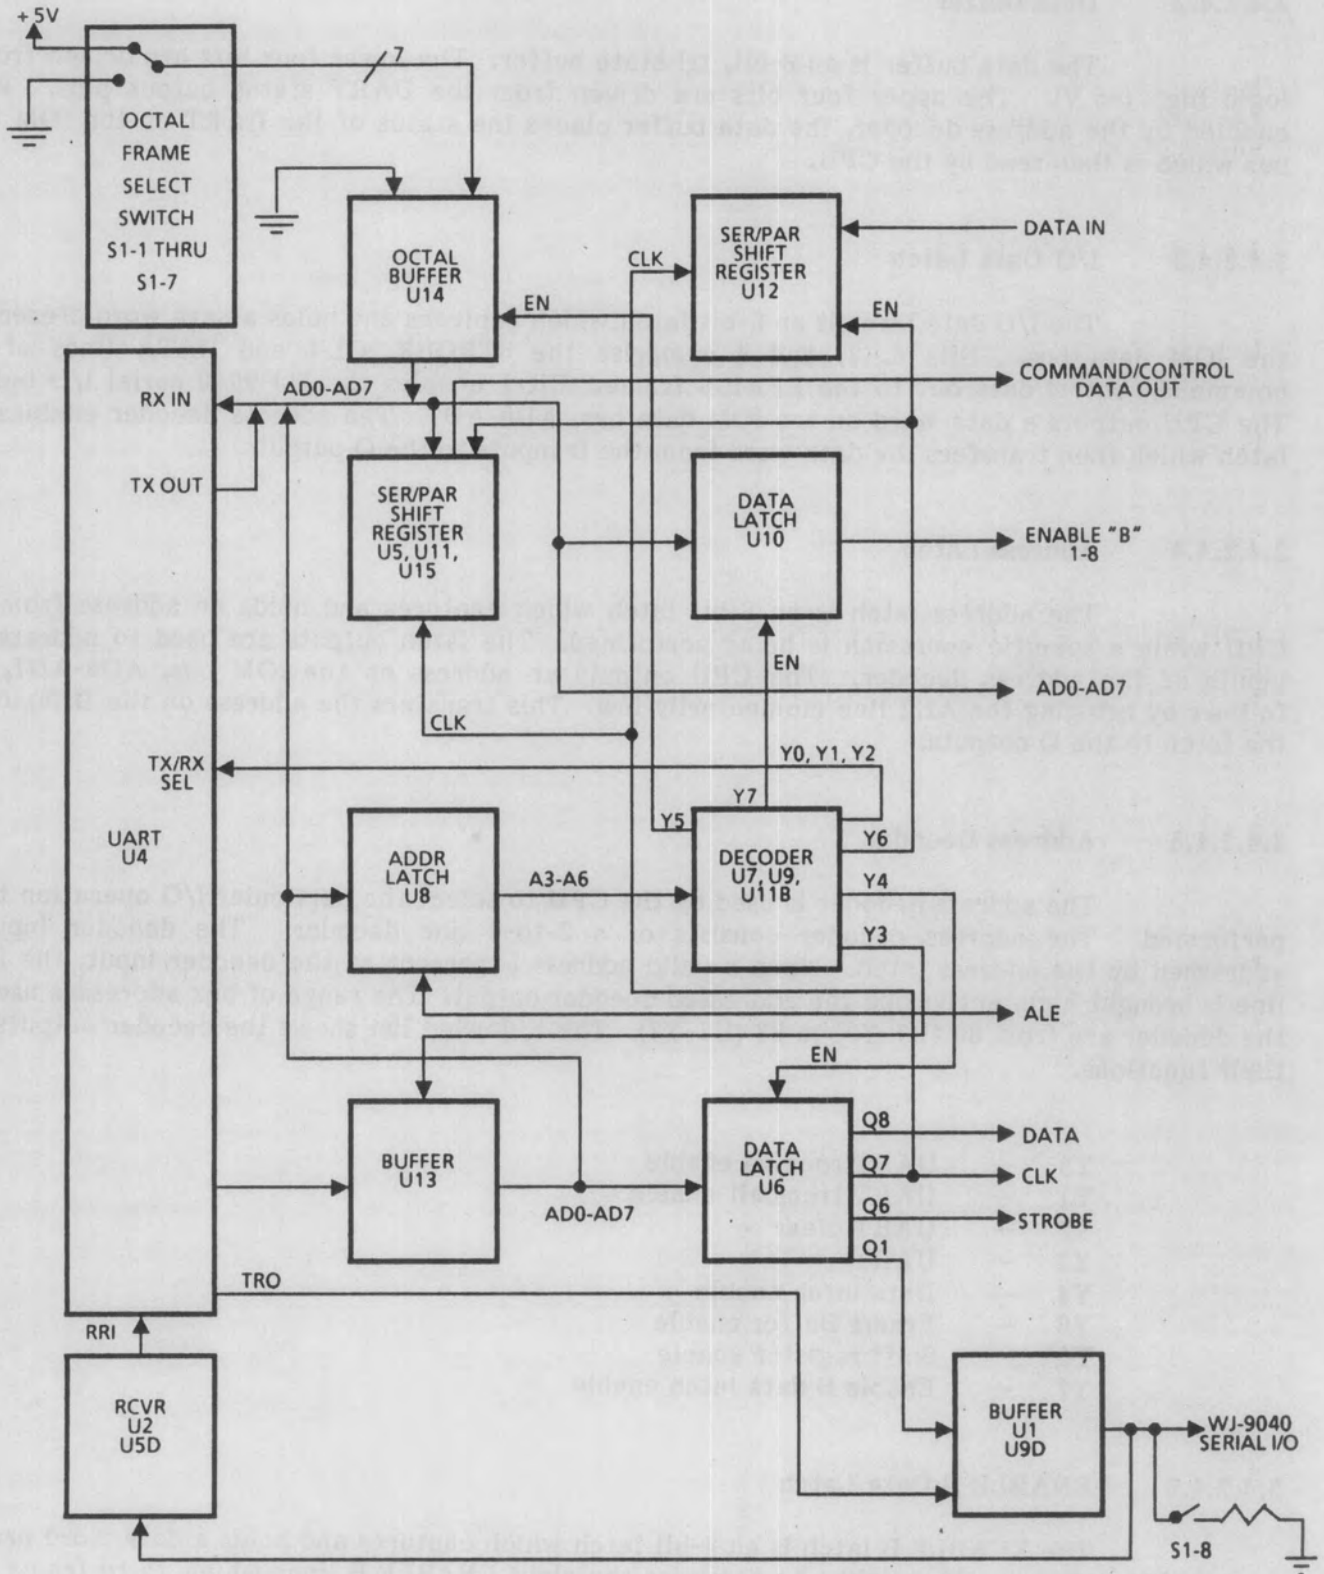 +5V
7
OCTAL
FRAME
SELECT
SWITCH
S1-1 THRU
S1-7
OCTAL
BUFFER
U14
SER/PAR
SHIFT
REGISTER
U12
DATA IN
CLK
EN
EN
RX IN
AD0-AD7
COMMAND/CONTROL
DATA OUT
TX OUT
SER/PAR
SHIFT
REGISTER
U5, U11,
U15
DATA
LATCH
U10
ENABLE "B"
1-8
EN
AD0-AD7
CLK
TX/RX
SEL
Y0, Y1, Y2
Y7
Y5
Y6
Y4
Y3
UART
U4
ADDR
LATCH
U8
A3-A6
DECODER
U7, U9,
U11B
ALE
EN
BUFFER
U13
AD0-AD7
DATA
LATCH
U6
Q8
Q7
Q6
Q1
DATA
CLK
STROBE
TRO
RRI
RCVR
U2
U5D
BUFFER
U1
U9D
WJ-9040
SERIAL I/O
S1-8